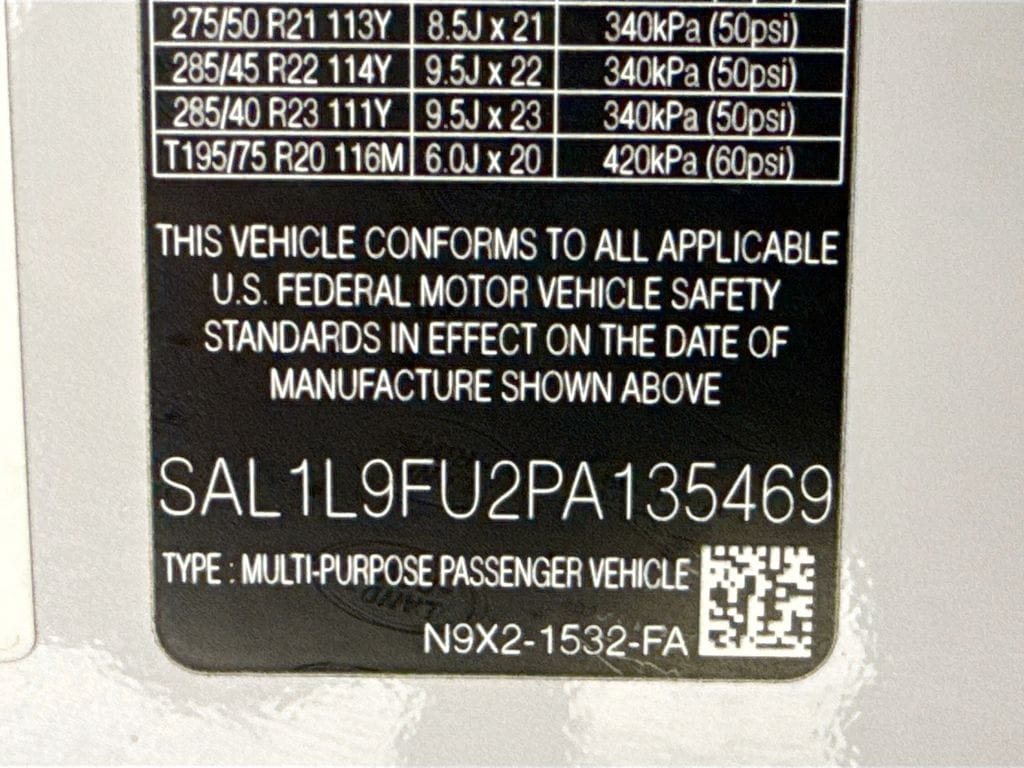 275/50 R21 113Y 8.5J x 21 340kPa (50psi)
285/45 R22 114Y 9.5J x 22 340kPa (50psi)
285/40 R23 111Y 9.5J x 23 340kPa (50psi)
T195/75 R20 116M 6.0J x 20 420kPa (60psi)
THIS VEHICLE CONFORMS TO ALL APPLICABLE
U.S. FEDERAL MOTOR VEHICLE SAFETY
STANDARDS IN EFFECT ON THE DATE OF
MANUFACTURE SHOWN ABOVE
SAL1L9FU2PA135469
TYPE : MULTI-PURPOSE PASSENGER VEHICLE
N9X2-1532-FA